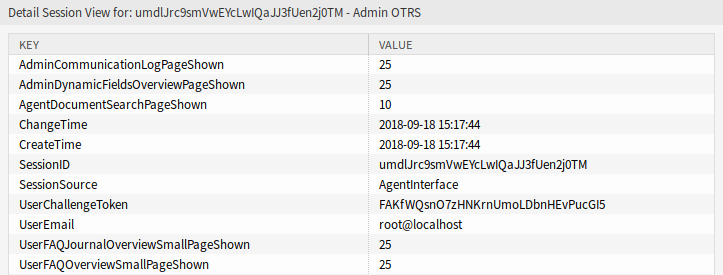 Detail Session View for: umdlJrc9smVwEYcLwIQaJJ3fUen2j0TM - Admin OTRS
KEY VALUE
AdminCommunicationLogPageShown 25
AdminDynamicFieldsOverviewPageShown 25
AgentDocumentSearchPageShown 10
ChangeTime 2018-09-18 15:17:44
CreateTime 2018-09-18 15:17:44
SessionID umdlJrc9smVwEYcLwIQaJJ3fUen2j0TM
SessionSource AgentInterface
UserChallengeToken FAKfWQsnO7zHNKrnUmoLDbnHEvPucGI5
UserEmail root@localhost
UserFAQJournalOverviewSmallPageShown 25
UserFAQOverviewSmallPageShown 25